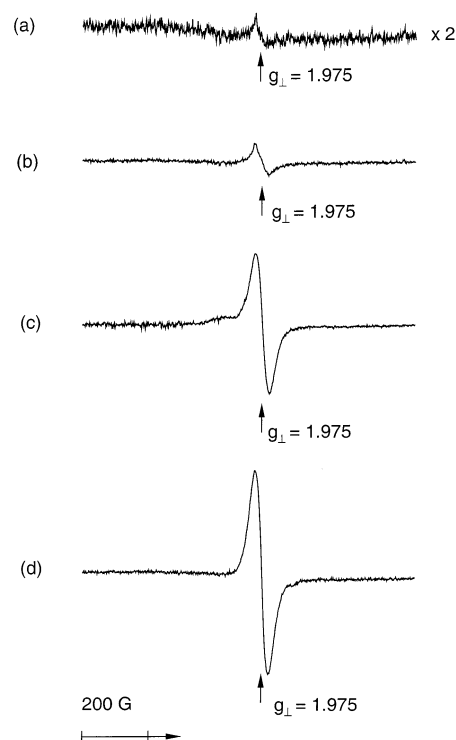 (a) x 2
g⊥ = 1.975
(b)
g⊥ = 1.975
(c)
g⊥ = 1.975
(d)
200 G g⊥ = 1.975